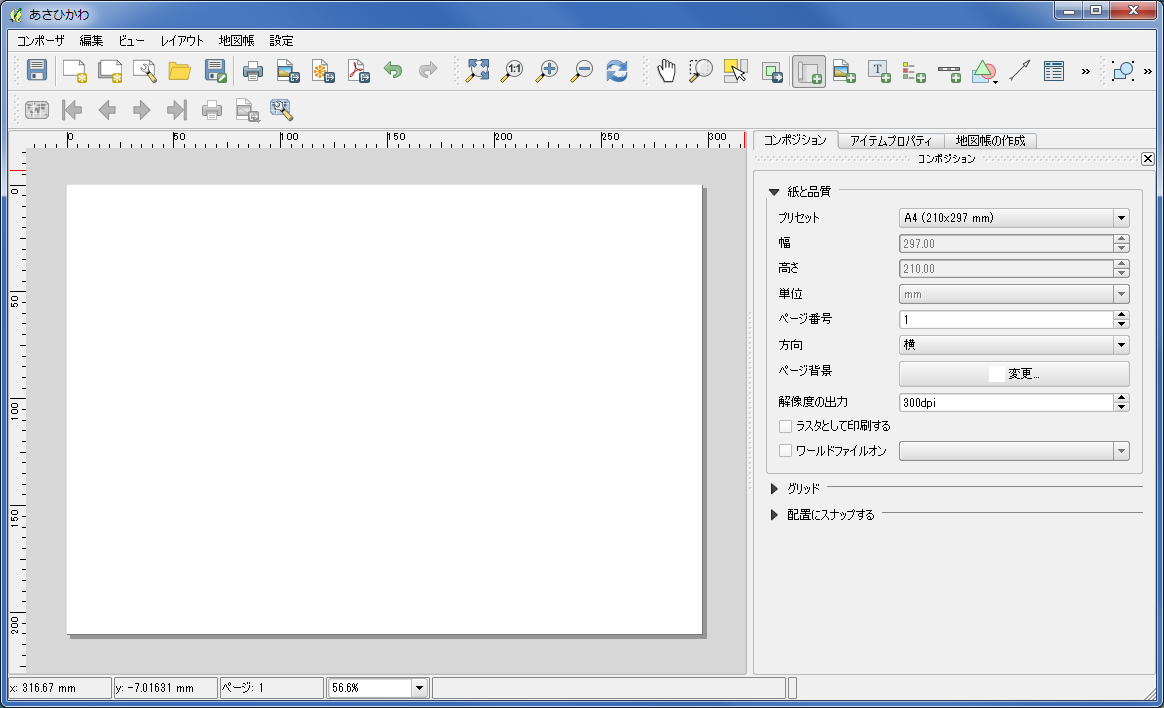 あさひかわ
コンポーザ 編集 ビュー レイアウト 地図帳 設定
1:1 T » »
0 50 100 150 200 250 300
コンポジション アイテムプロパティ 地図帳の作成
コンポジション
紙と品質
プリセット A4 (210x297 mm)
幅 297.00
高さ 210.00
単位 mm
ページ番号 1
方向 横
ページ背景 変更...
解像度の出力 300dpi
ラスタとして印刷する
ワールドファイルオン
グリッド
配置にスナップする
0
50
100
150
200
x: 316.67 mm y: -7.01631 mm ページ: 1 56.6%